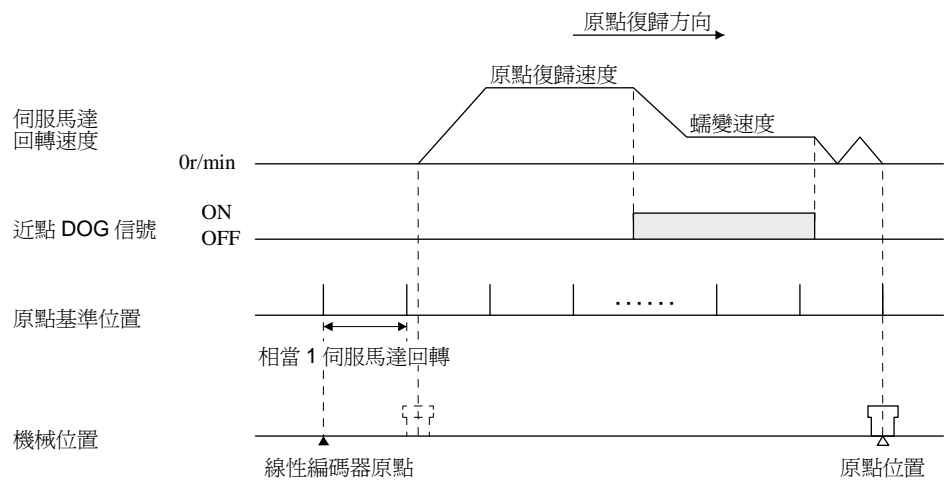 原點復歸方向
原點復歸速度
伺服馬達
回轉速度
蠕變速度
0r/min
近點 DOG 信號
ON
OFF
原點基準位置
......
相當 1 伺服馬達回轉
機械位置
線性編碼器原點
原點位置